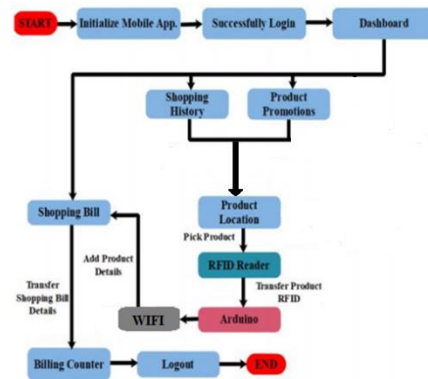 START
Initialize Mobile App.
Successfully Login
Dashboard
Shopping
History
Product
Promotions
Shopping Bill
Product
Location
Pick Product
Add Product
Details
RFID Reader
Transfer
Shopping Bill
Details
Transfer Product
RFID
WIFI
Arduino
Billing Counter
Logout
END